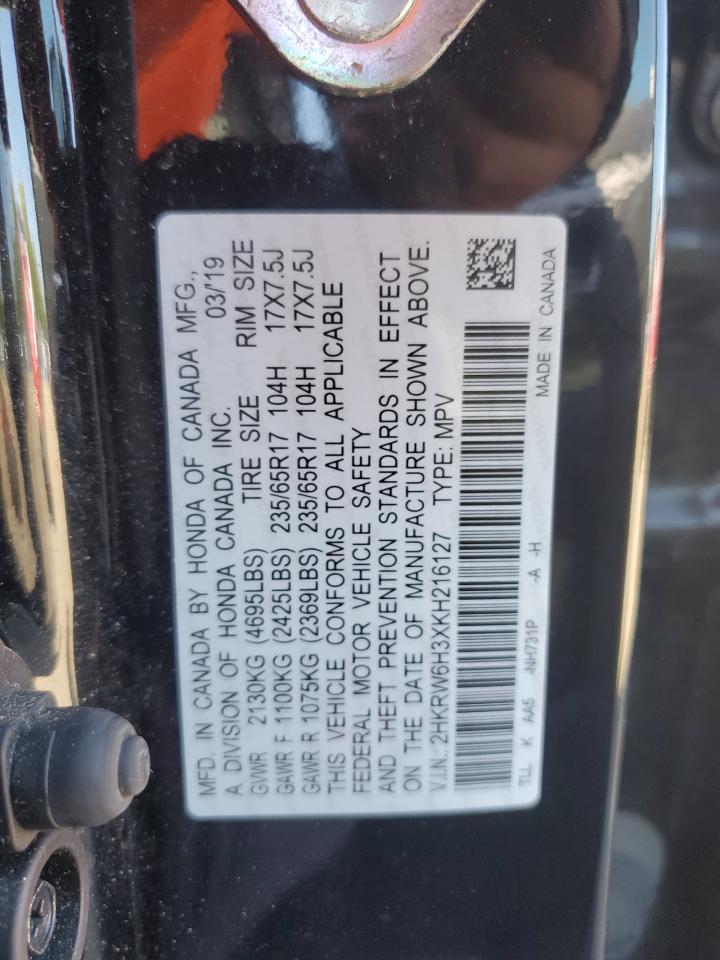 MFD. IN CANADA BY HONDA OF CANADA MFG.,
A DIVISION OF HONDA CANADA INC. 03/'19
GVWR 2130KG (4695LBS) TIRE SIZE RIM SIZE
GAWR F 1100KG (2425LBS) 235/65R17 104H 17X7.5J
GAWR R 1075KG (2369LBS) 235/65R17 104H 17X7.5J
THIS VEHICLE CONFORMS TO ALL APPLICABLE
FEDERAL MOTOR VEHICLE SAFETY
AND THEFT PREVENTION STANDARDS IN EFFECT
ON THE DATE OF MANUFACTURE SHOWN ABOVE.
V.I.N.: 2HKRW6H3XKH216127 TYPE: MPV
TLL K AA5 -NH731P -A -H MADE IN CANADA